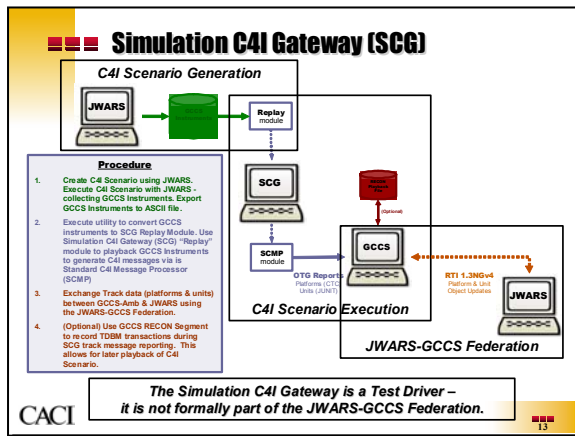 Simulation C4I Gateway (SCG)
C4I Scenario Generation
JWARS
Replay
module
Procedure
1. Create C4I Scenario using JWARS.
Execute C4I Scenario with JWARS -
collecting GCCS Instruments. Export
GCCS Instruments to ASCII file.
2. Execute utility to convert GCCS
instruments to SCG Replay Module. Use
Simulation C4I Gateway (SCG) “Replay”
module to playback GCCS Instruments
to generate C4I messages via is
Standard C4I Message Processor
(SCMP)
3. Exchange Track data (platforms & units)
between GCCS-Amb & JWARS using
the JWARS-GCCS Federation.
4. (Optional) Use GCCS RECON Segment
to record TDBM transactions during
SCG track message reporting. This
allows for later playback of C4I
Scenario.
SCG
(Optional)
GCCS
SCMP
module
OTG Reports
Platforms (CTC
Units (JUNIT)
RTI 1.3NGv4
Platform & Unit
Object Updates
JWARS
C4I Scenario Execution
JWARS-GCCS Federation
The Simulation C4I Gateway is a Test Driver –
it is not formally part of the JWARS-GCCS Federation.
CACI
13